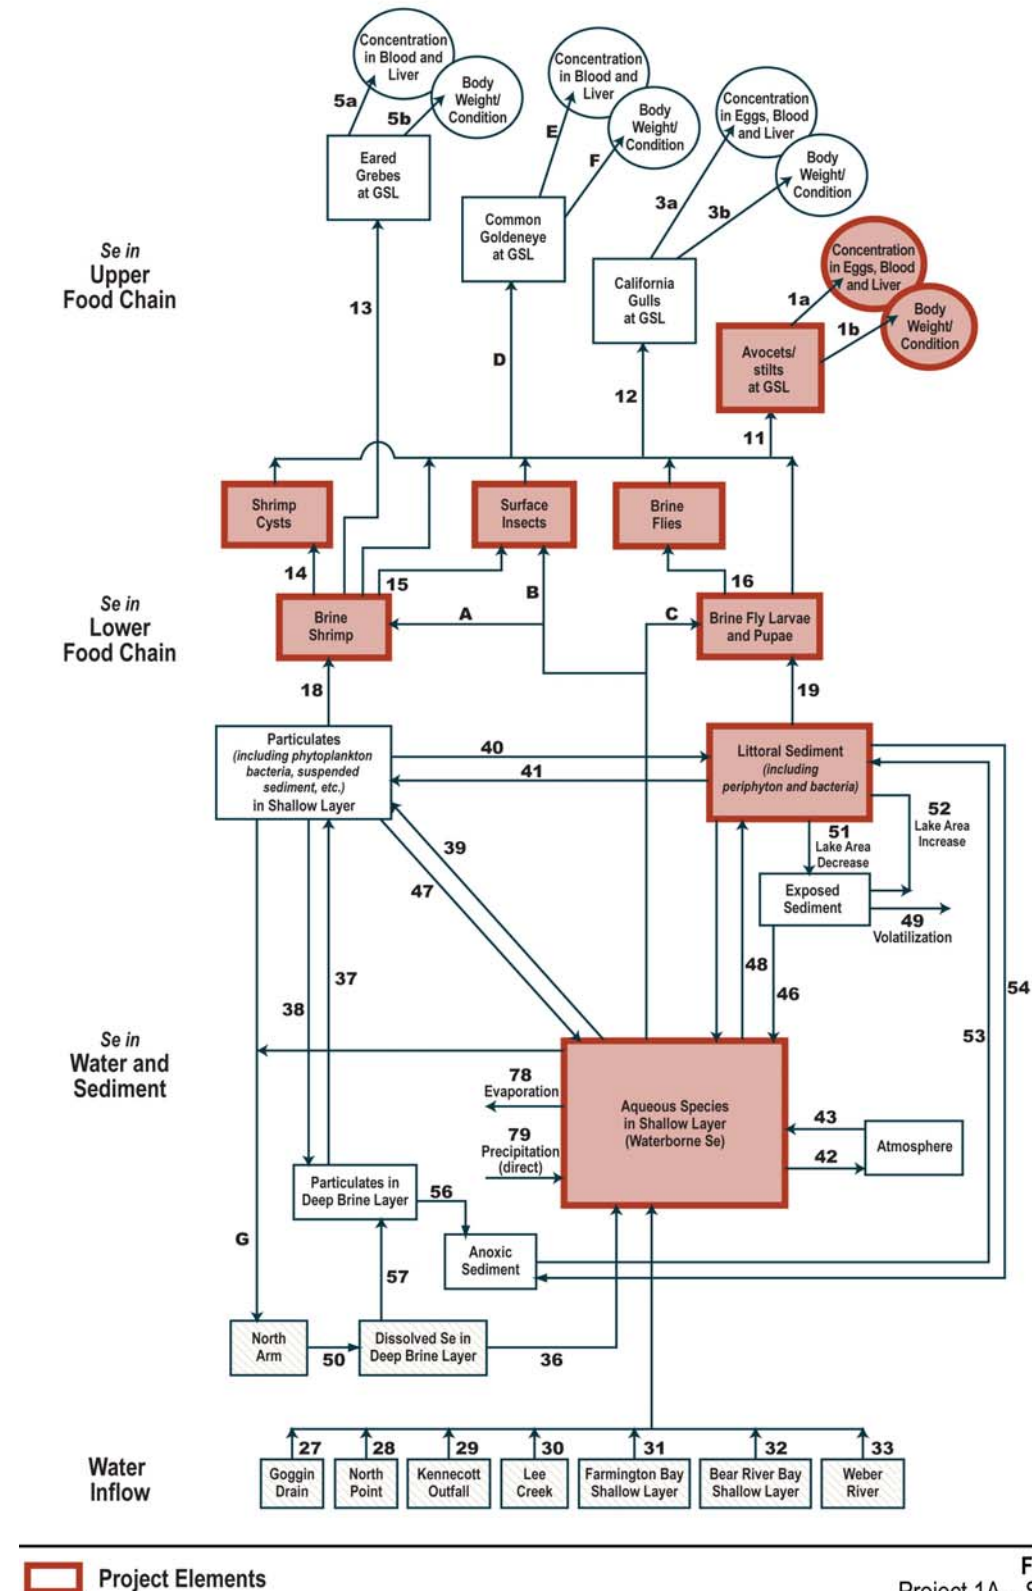 Concentration
in Blood and
Liver
Body
Weight/
Condition
5a
5b
Eared
Grebes
at GSL
Concentration
in Blood and
Liver
Body
Weight/
Condition
E
F
Common
Goldeneye
at GSL
Concentration
in Eggs, Blood
and Liver
Body
Weight/
Condition
3a
3b
California
Gulls
at GSL
Concentration
in Eggs, Blood
and Liver
Body
Weight/
Condition
1a
1b
Avocets/
stilts
at GSL
Se in
Upper
Food Chain
13
D
12
11
Shrimp
Cysts
Surface
Insects
Brine
Flies
14
15
B
16
Se in
Lower
Food Chain
Brine
Shrimp
A
C
Brine Fly Larvae
and Pupae
18
19
Particulates
(including phytoplankton
bacteria, suspended
sediment, etc.)
in Shallow Layer
40
41
Littoral Sediment
(including
periphyton and bacteria)
39
47
51
Lake Area
Decrease
52
Lake Area
Increase
Exposed
Sediment
49
Volatilization
37
38
48
46
54
53
Se in
Water and
Sediment
78
Evaporation
79
Precipitation
(direct)
Aqueous Species
in Shallow Layer
(Waterborne Se)
43
42
Atmosphere
Particulates in
Deep Brine Layer
56
G
57
Anoxic
Sediment
North
Arm
50
Dissolved Se in
Deep Brine Layer
36
Water
Inflow
27
28
29
30
31
32
33
Goggin
Drain
North
Point
Kennecott
Outfall
Lee
Creek
Farmington Bay
Shallow Layer
Bear River Bay
Shallow Layer
Weber
River
Project Elements
F
Project 1A